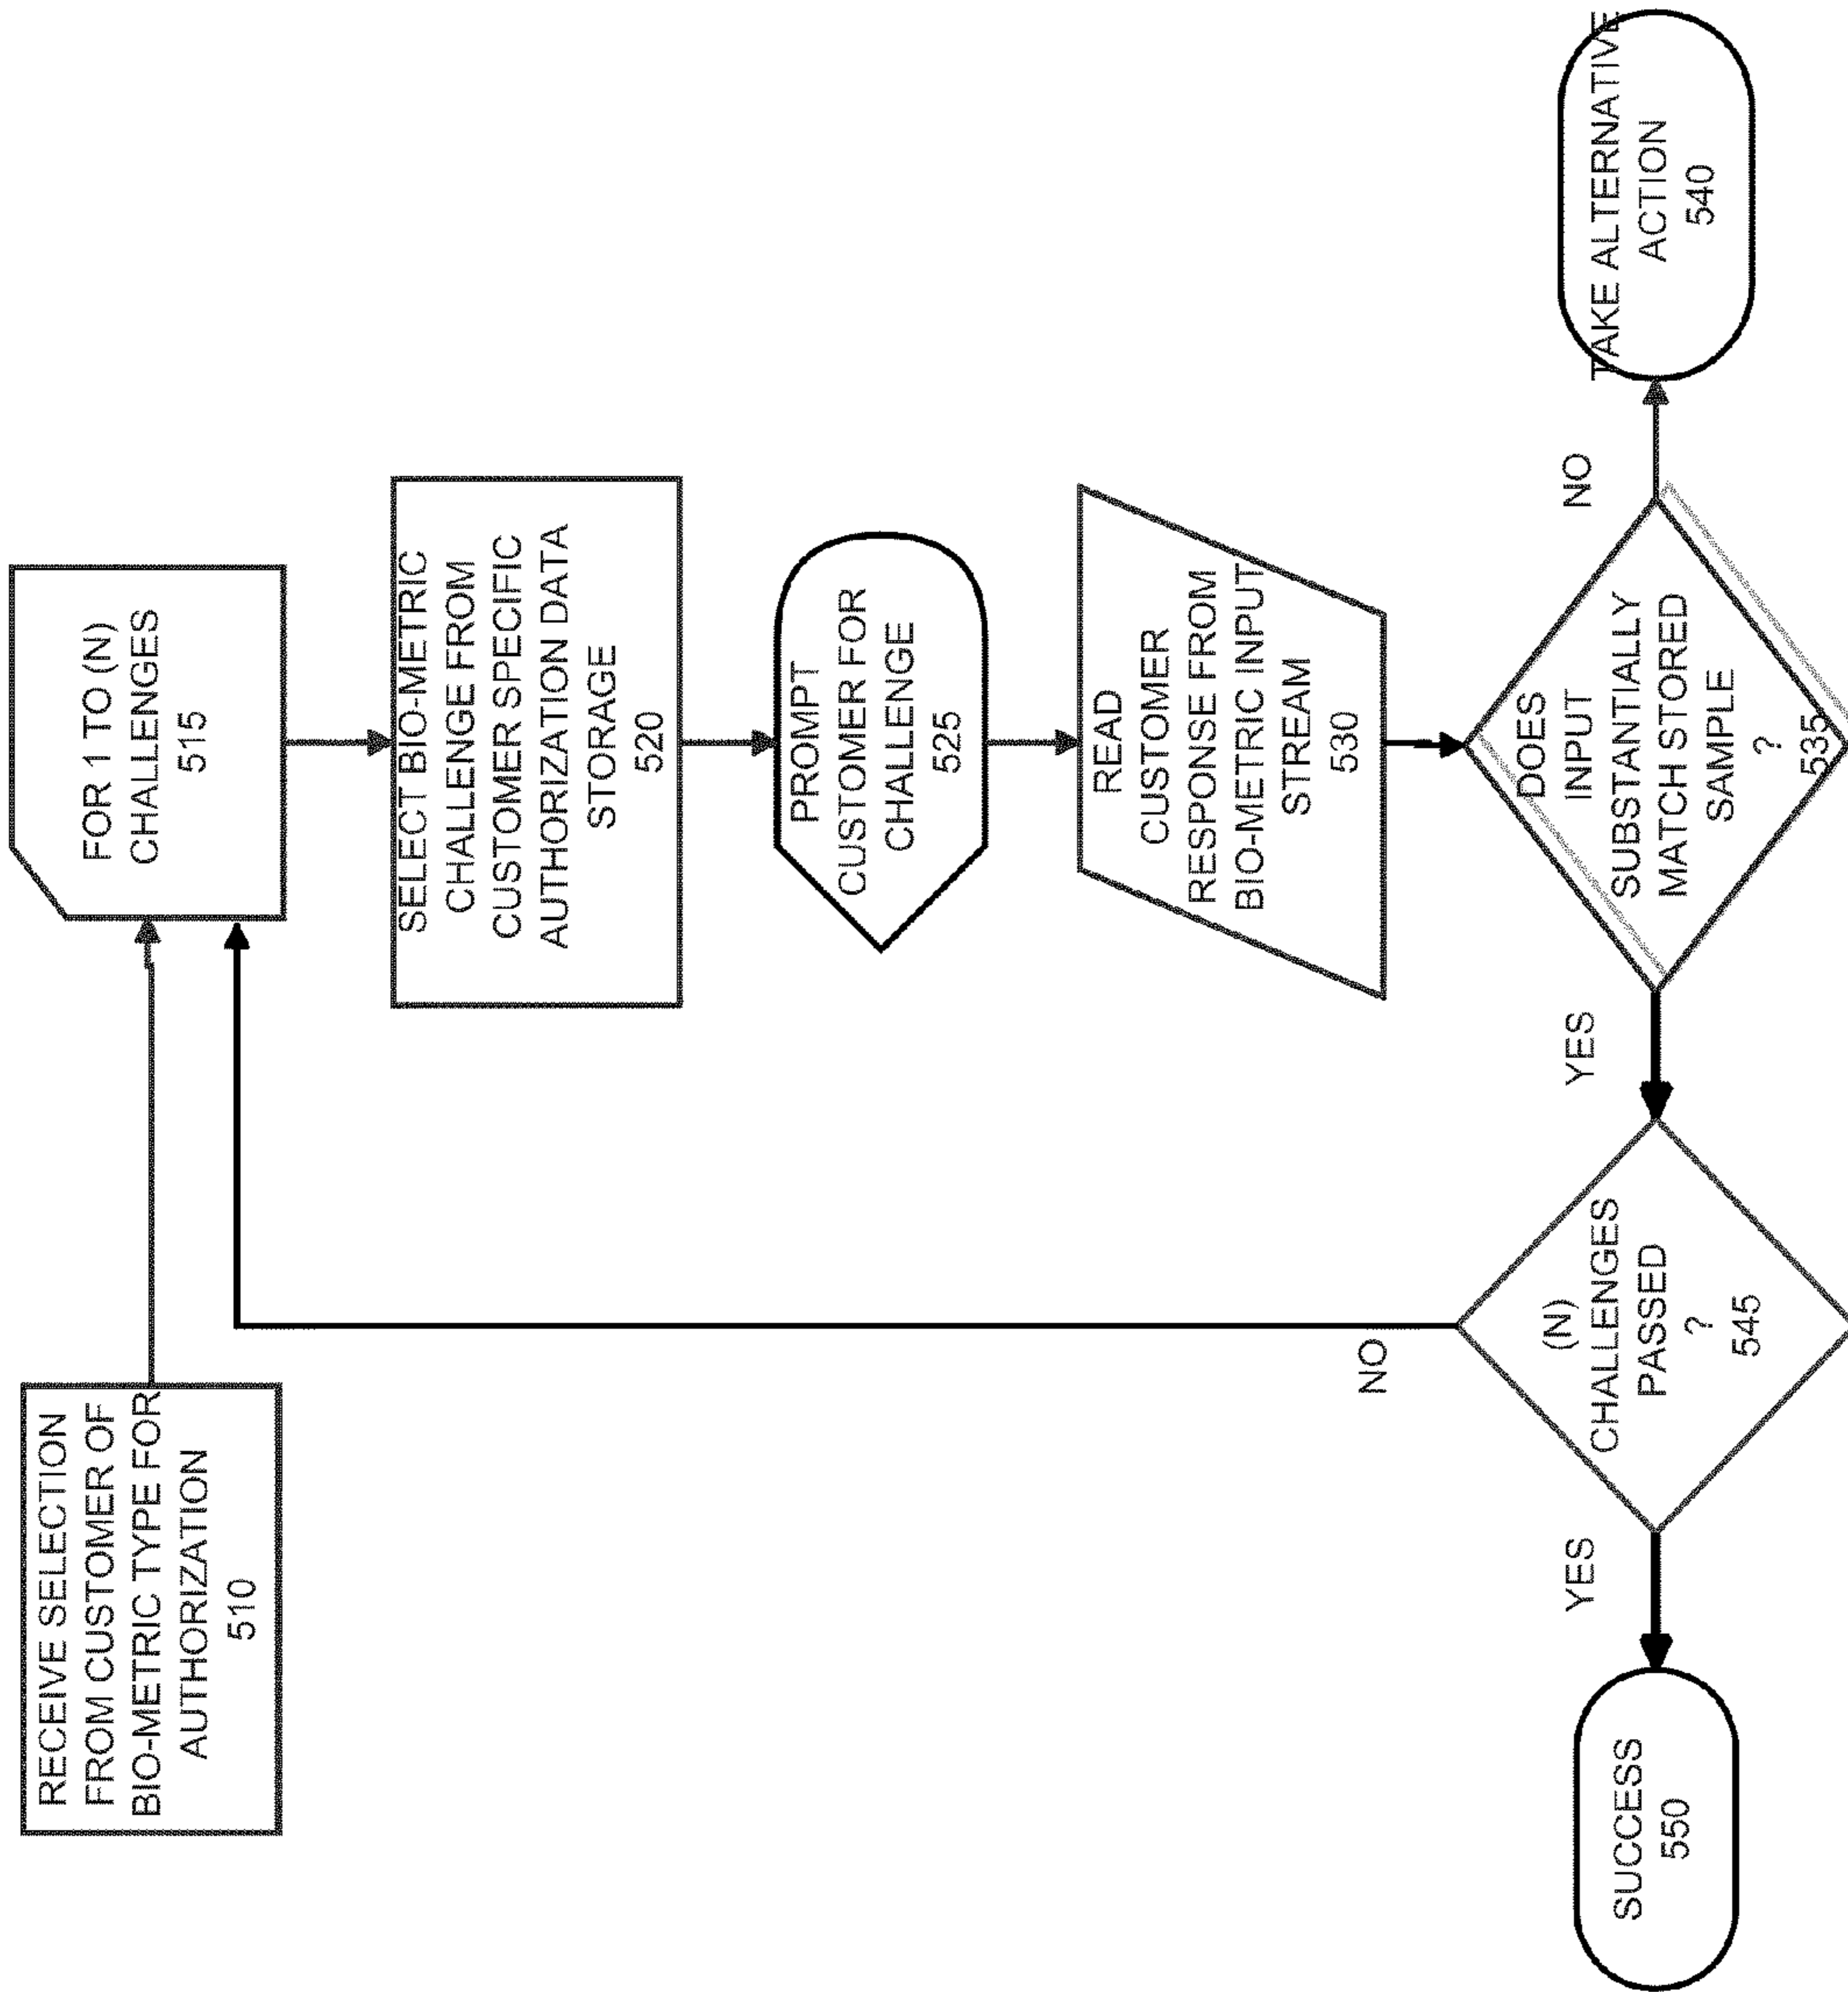 RECEIVE SELECTION
FROM CUSTOMER OF
BIO-METRIC TYPE FOR
AUTHORIZATION
510
FOR 1 TO (N)
CHALLENGES
515
SELECT BIO-METRIC
CHALLENGE FROM
CUSTOMER SPECIFIC
AUTHORIZATION DATA
STORAGE
520
PROMPT
CUSTOMER FOR
CHALLENGE
525
READ
CUSTOMER
RESPONSE FROM
BIO-METRIC INPUT
STREAM
530
DOES
INPUT
SUBSTANTIALLY
MATCH STORED
SAMPLE
?
535
NO
TAKE ALTERNATIVE
ACTION
540
YES
(N)
CHALLENGES
PASSED
?
545
NO
YES
SUCCESS
550